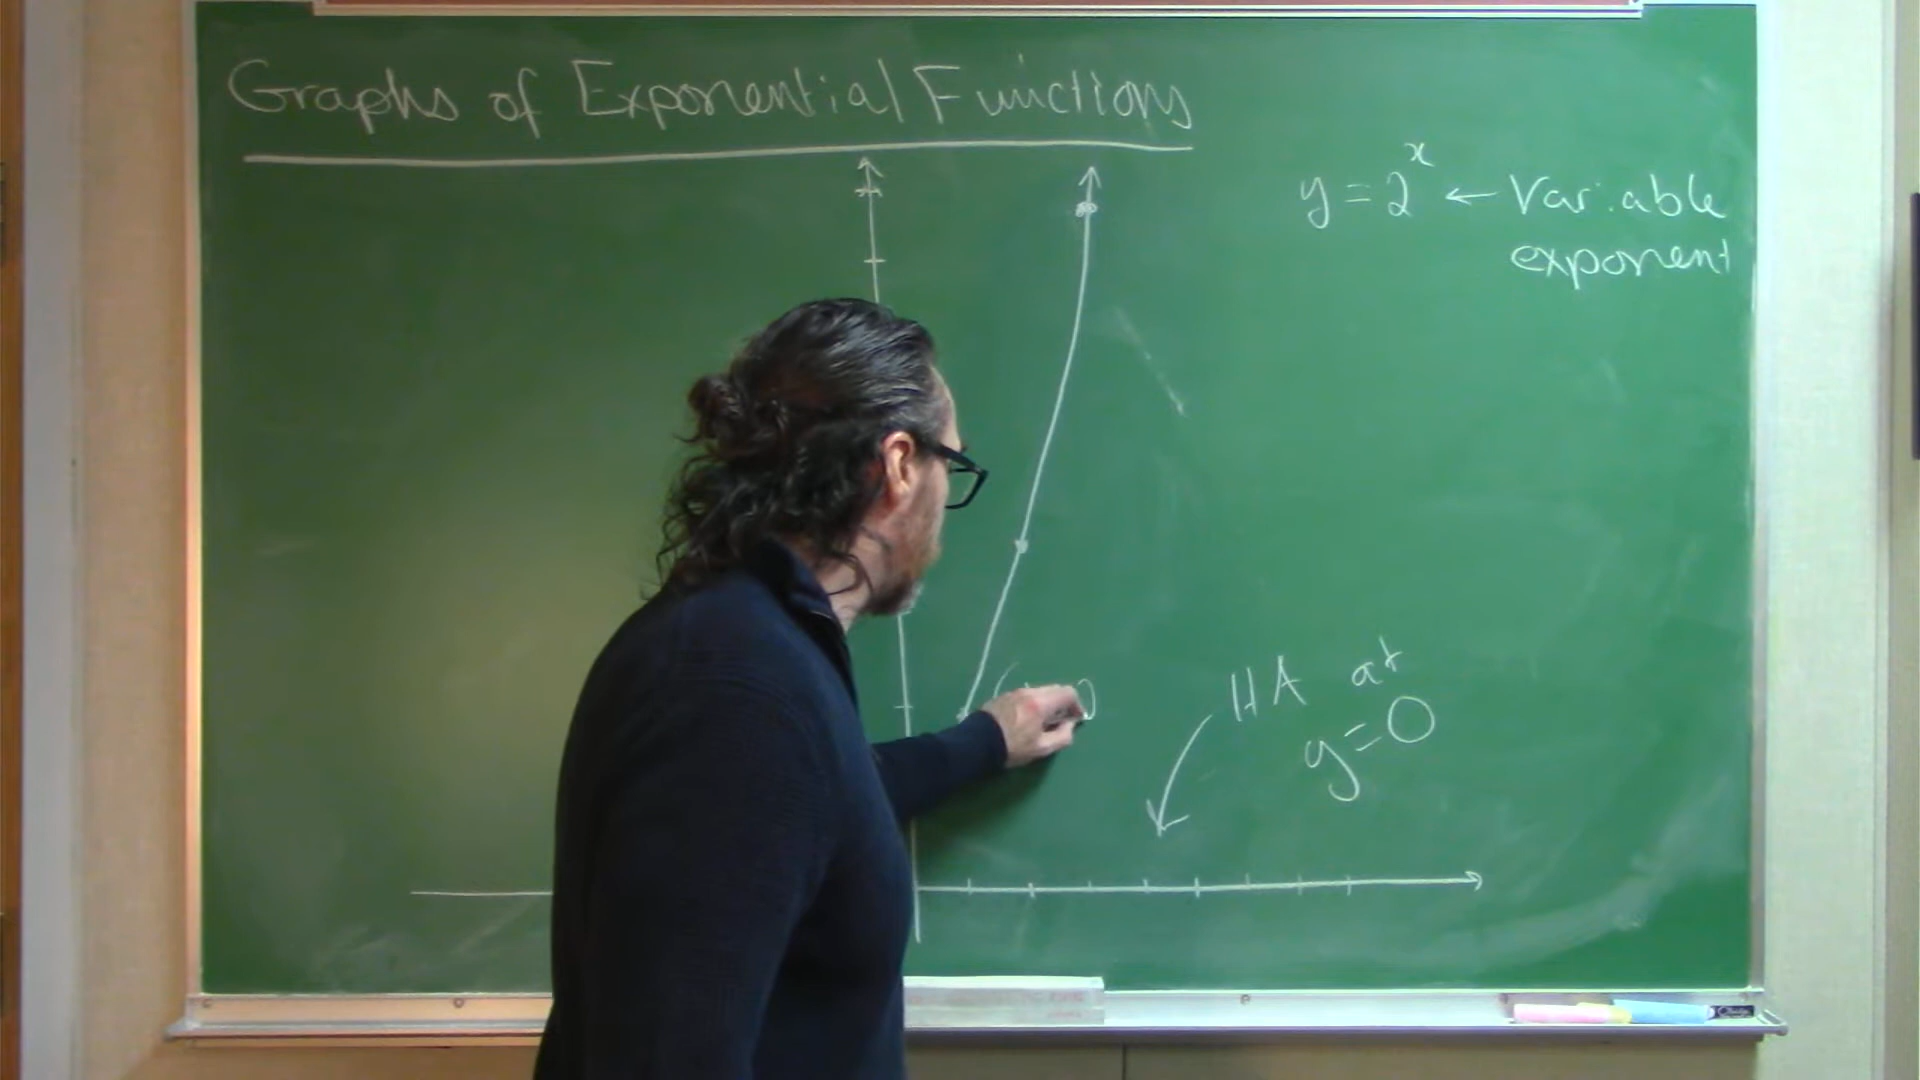 Graphs of Exponential Functions
y = 2^x ← Variable
exponent
HA at
y=0